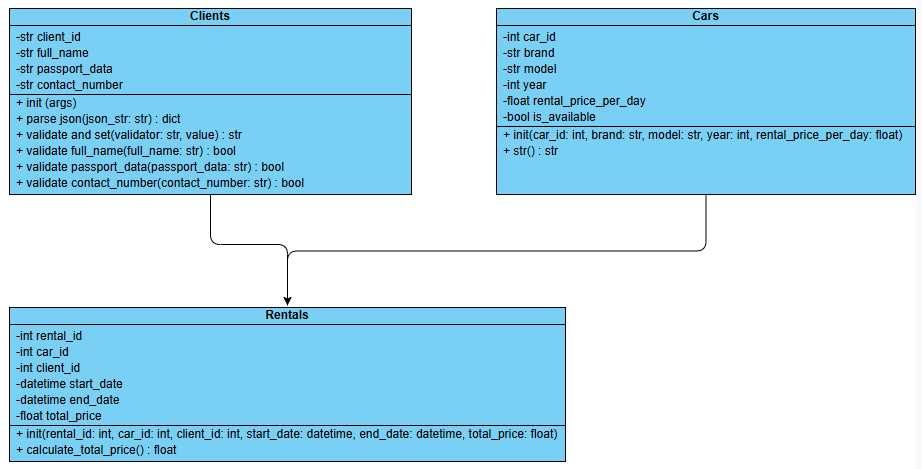 Clients
-str client_id
-str full_name
-str passport_data
-str contact_number
+ init (args)
+ parse json(json_str: str) : dict
+ validate and set(validator: str, value) : str
+ validate full_name(full_name: str) : bool
+ validate passport_data(passport_data: str) : bool
+ validate contact_number(contact_number: str) : bool
Cars
-int car_id
-str brand
-str model
-int year
-float rental_price_per_day
-bool is_available
+ init(car_id: int, brand: str, model: str, year: int, rental_price_per_day: float)
+ str() : str
Rentals
-int rental_id
-int car_id
-int client_id
-datetime start_date
-datetime end_date
-float total_price
+ init(rental_id: int, car_id: int, client_id: int, start_date: datetime, end_date: datetime, total_price: float)
+ calculate_total_price() : float